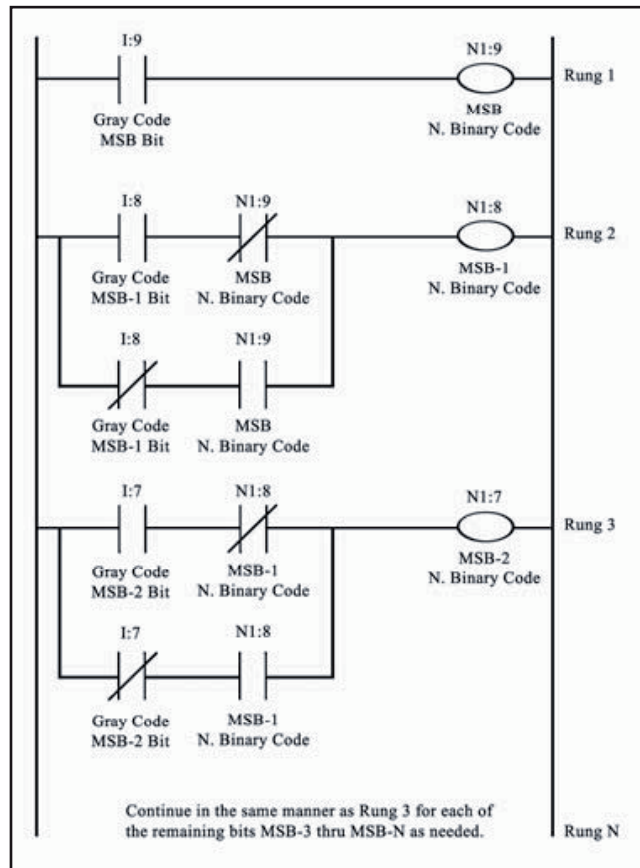 I:9
N1:9
Rung 1
Gray Code
MSB Bit
MSB
N. Binary Code
I:8
N1:9
N1:8
Rung 2
Gray Code
MSB-1 Bit
MSB
N. Binary Code
MSB-1
N. Binary Code
I:8
N1:9
Gray Code
MSB-1 Bit
MSB
N. Binary Code
I:7
N1:8
N1:7
Rung 3
Gray Code
MSB-2 Bit
MSB-1
N. Binary Code
MSB-2
N. Binary Code
I:7
N1:8
Gray Code
MSB-2 Bit
MSB-1
N. Binary Code
Continue in the same manner as Rung 3 for each of
the remaining bits MSB-3 thru MSB-N as needed.
Rung N